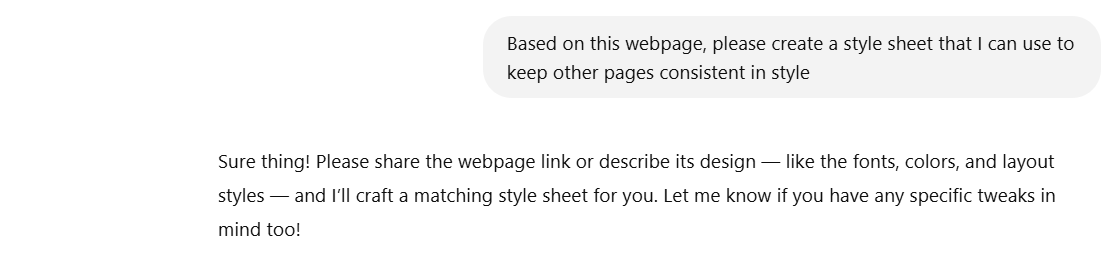 Based on this webpage, please create a style sheet that I can use to
keep other pages consistent in style
Sure thing! Please share the webpage link or describe its design — like the fonts, colors, and layout
styles — and I'll craft a matching style sheet for you. Let me know if you have any specific tweaks in
mind too!